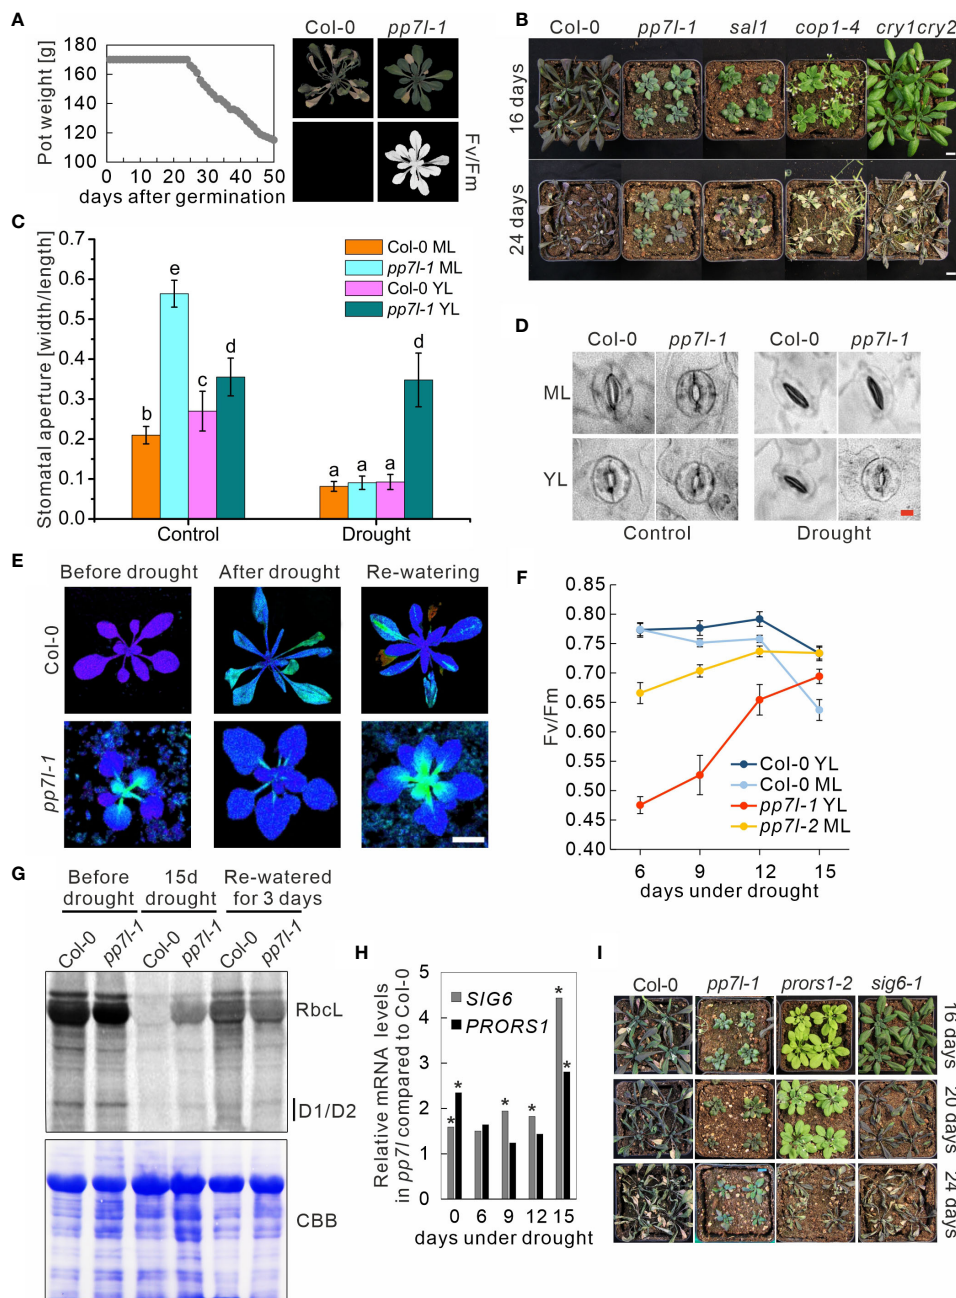 A
Col-0 pp7l-1
Pot weight [g]
180
160
140
120
100
0 10 20 30 40 50
days after germination
Fv/Fm
B
Col-0 pp7l-1 sal1 cop1-4 cry1cry2
16 days
24 days
C
Stomatal aperture [width/length]
0.7
0.6
0.5
0.4
0.3
0.2
0.1
0.0
Col-0 ML
pp7l-1 ML
Col-0 YL
pp7l-1 YL
b e c d a a a d
Control Drought
D
Col-0 pp7l-1 Col-0 pp7l-1
ML
YL
Control Drought
E
Before drought After drought Re-watering
Col-0
pp7l-1
F
Fv/Fm
0.85
0.80
0.75
0.70
0.65
0.60
0.55
0.50
0.45
0.40
Col-0 YL
Col-0 ML
pp7l-1 YL
pp7l-2 ML
6 9 12 15
days under drought
G
Before drought 15d drought Re-watered for 3 days
Col-0 pp7l-1 Col-0 pp7l-1 Col-0 pp7l-1
RbcL
D1/D2
CBB
H
Relative mRNA levels
in pp7l compared to Col-0
5
4
3
2
1
0
SIG6
PRORS1
* * * * * *
0 6 9 12 15
days under drought
I
Col-0 pp7l-1 prors1-2 sig6-1
16 days
20 days
24 days